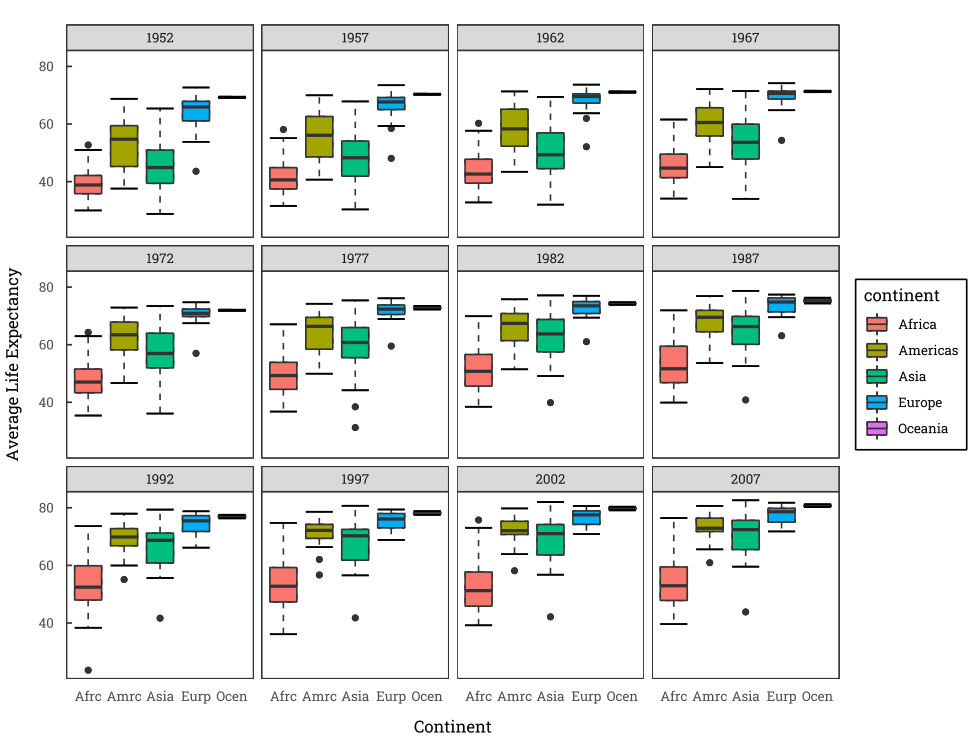 1952 1957 1962 1967
80
60
40
1972 1977 1982 1987
80
60
40
1992 1997 2002 2007
80
60
40
Afrc Amrc Asia Eurp Ocen Afrc Amrc Asia Eurp Ocen Afrc Amrc Asia Eurp Ocen Afrc Amrc Asia Eurp Ocen
Continent
Average Life Expectancy
continent
Africa
Americas
Asia
Europe
Oceania